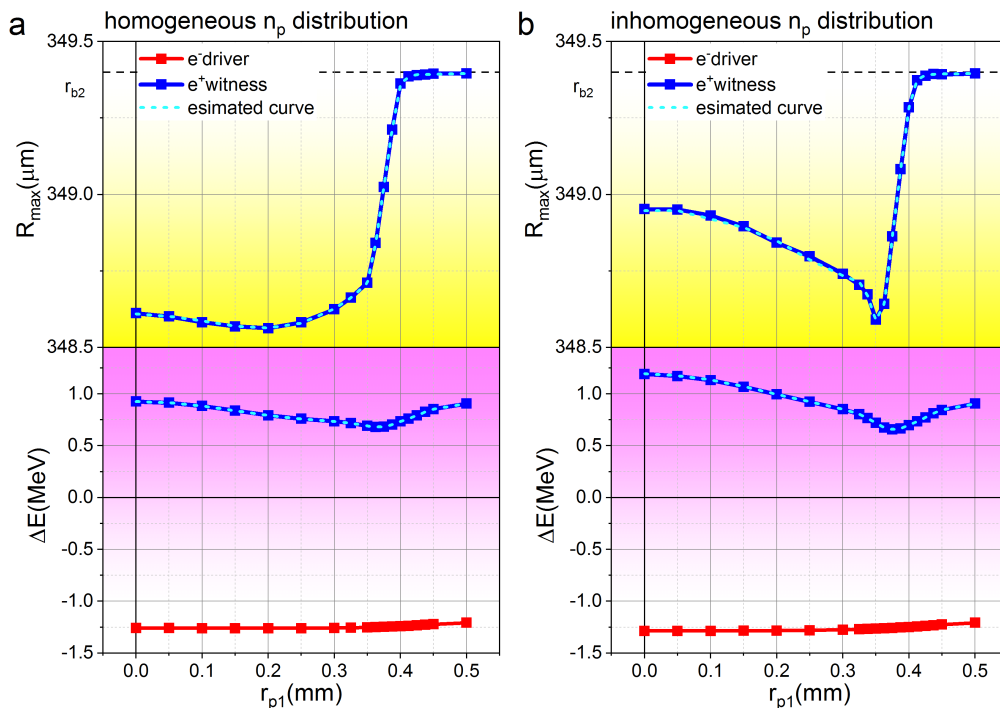 a
homogeneous n_p distribution
349.5
r_b2
349.0
348.5
R_max(μm)
e⁻driver
e⁺witness
esimated curve
1.0
0.5
0.0
-0.5
-1.0
-1.5
ΔE(MeV)
0.0 0.1 0.2 0.3 0.4 0.5
r_p1(mm)
b
inhomogeneous n_p distribution
349.5
r_b2
349.0
348.5
R_max(μm)
e⁻driver
e⁺witness
esimated curve
1.0
0.5
0.0
-0.5
-1.0
-1.5
ΔE(MeV)
0.0 0.1 0.2 0.3 0.4 0.5
r_p1(mm)